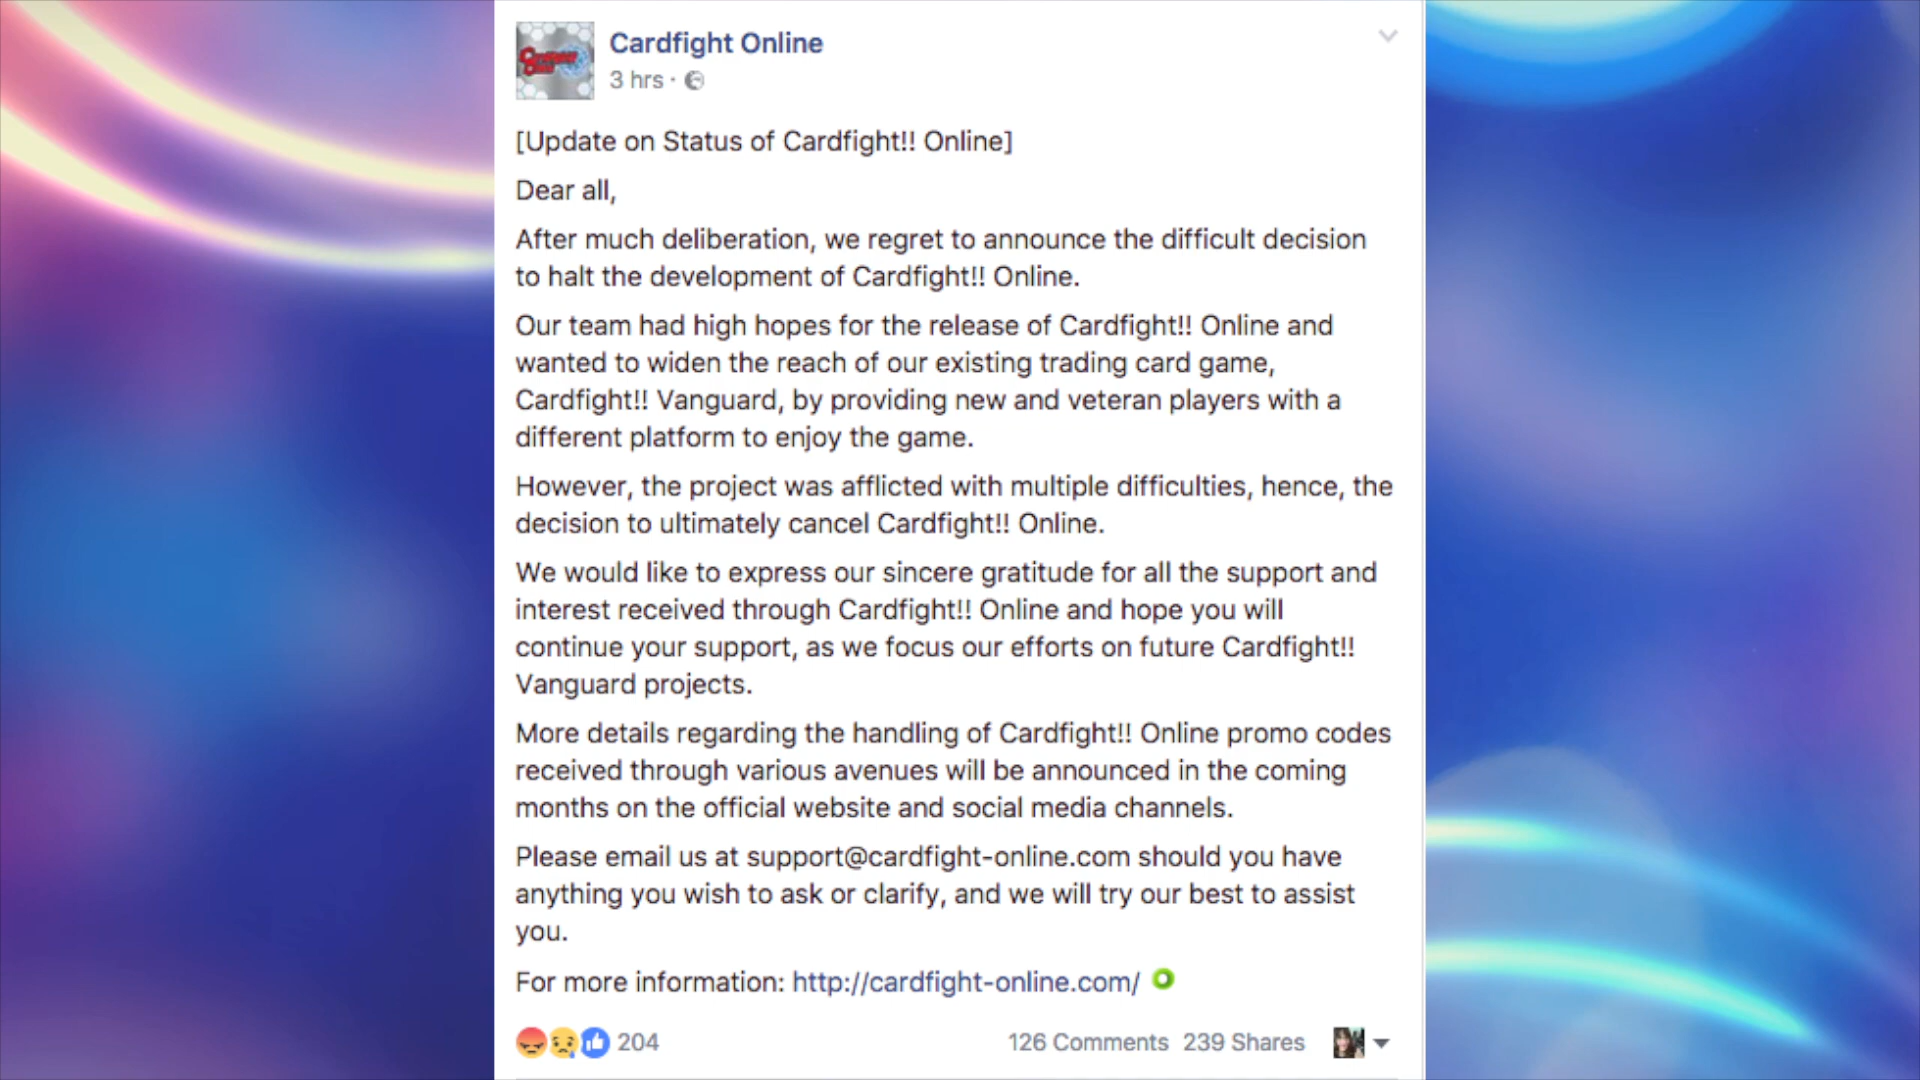 Cardfight Online
3 hrs ·
[Update on Status of Cardfight!! Online]
Dear all,
After much deliberation, we regret to announce the difficult decision
to halt the development of Cardfight!! Online.
Our team had high hopes for the release of Cardfight!! Online and
wanted to widen the reach of our existing trading card game,
Cardfight!! Vanguard, by providing new and veteran players with a
different platform to enjoy the game.
However, the project was afflicted with multiple difficulties, hence, the
decision to ultimately cancel Cardfight!! Online.
We would like to express our sincere gratitude for all the support and
interest received through Cardfight!! Online and hope you will
continue your support, as we focus our efforts on future Cardfight!!
Vanguard projects.
More details regarding the handling of Cardfight!! Online promo codes
received through various avenues will be announced in the coming
months on the official website and social media channels.
Please email us at support@cardfight-online.com should you have
anything you wish to ask or clarify, and we will try our best to assist
you.
For more information: http://cardfight-online.com/
204 126 Comments 239 Shares